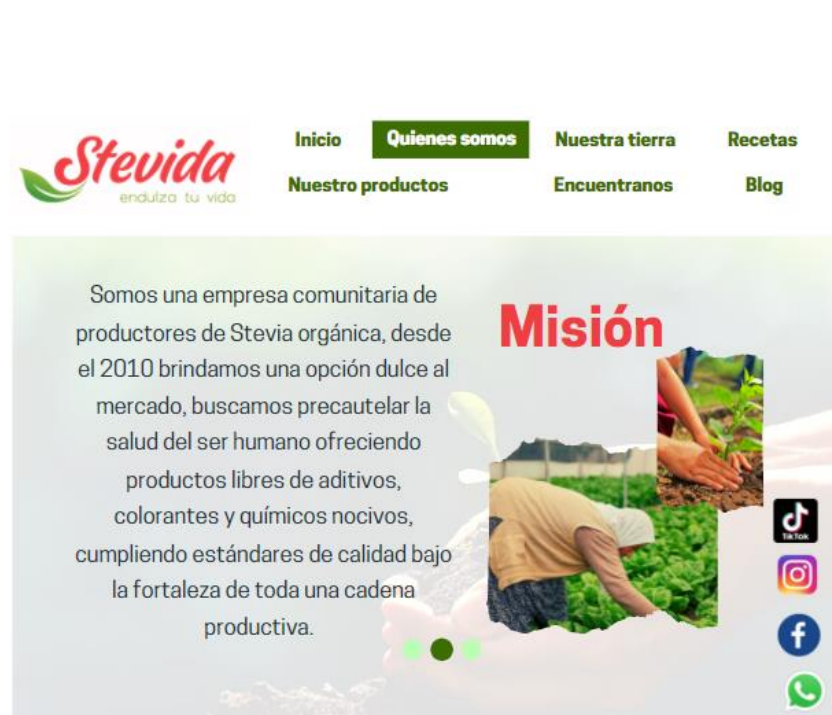 Stevida
endulza tu vida
Inicio
Quienes somos
Nuestra tierra
Recetas
Nuestro productos
Encuentranos
Blog
Somos una empresa comunitaria de
productores de Stevia orgánica, desde
el 2010 brindamos una opción dulce al
mercado, buscamos precautelar la
salud del ser humano ofreciendo
productos libres de aditivos,
colorantes y químicos nocivos,
cumpliendo estándares de calidad bajo
la fortaleza de toda una cadena
productiva.
Misión
TikTok